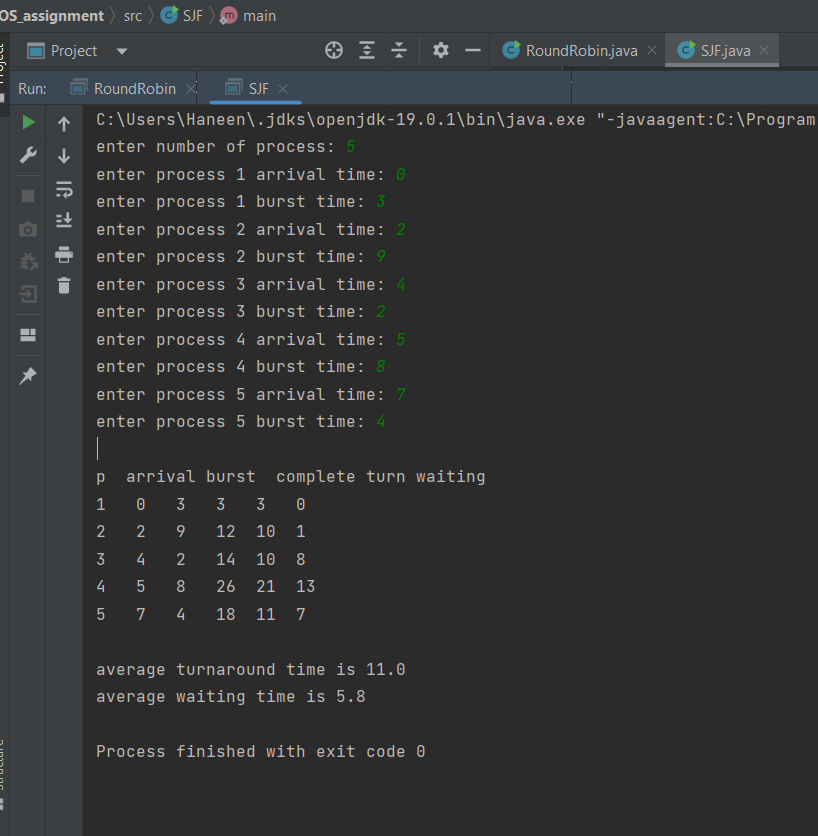 OS_assignment src SJF main
Project
RoundRobin.java SJF.java
Run: RoundRobin SJF
C:\Users\Haneen\.jdks\openjdk-19.0.1\bin\java.exe "-javaagent:C:\Program
enter number of process: 5
enter process 1 arrival time: 0
enter process 1 burst time: 3
enter process 2 arrival time: 2
enter process 2 burst time: 9
enter process 3 arrival time: 4
enter process 3 burst time: 2
enter process 4 arrival time: 5
enter process 4 burst time: 8
enter process 5 arrival time: 7
enter process 5 burst time: 4
p arrival burst complete turn waiting
1 0 3 3 3 0
2 2 9 12 10 1
3 4 2 14 10 8
4 5 8 26 21 13
5 7 4 18 11 7
average turnaround time is 11.0
average waiting time is 5.8
Process finished with exit code 0